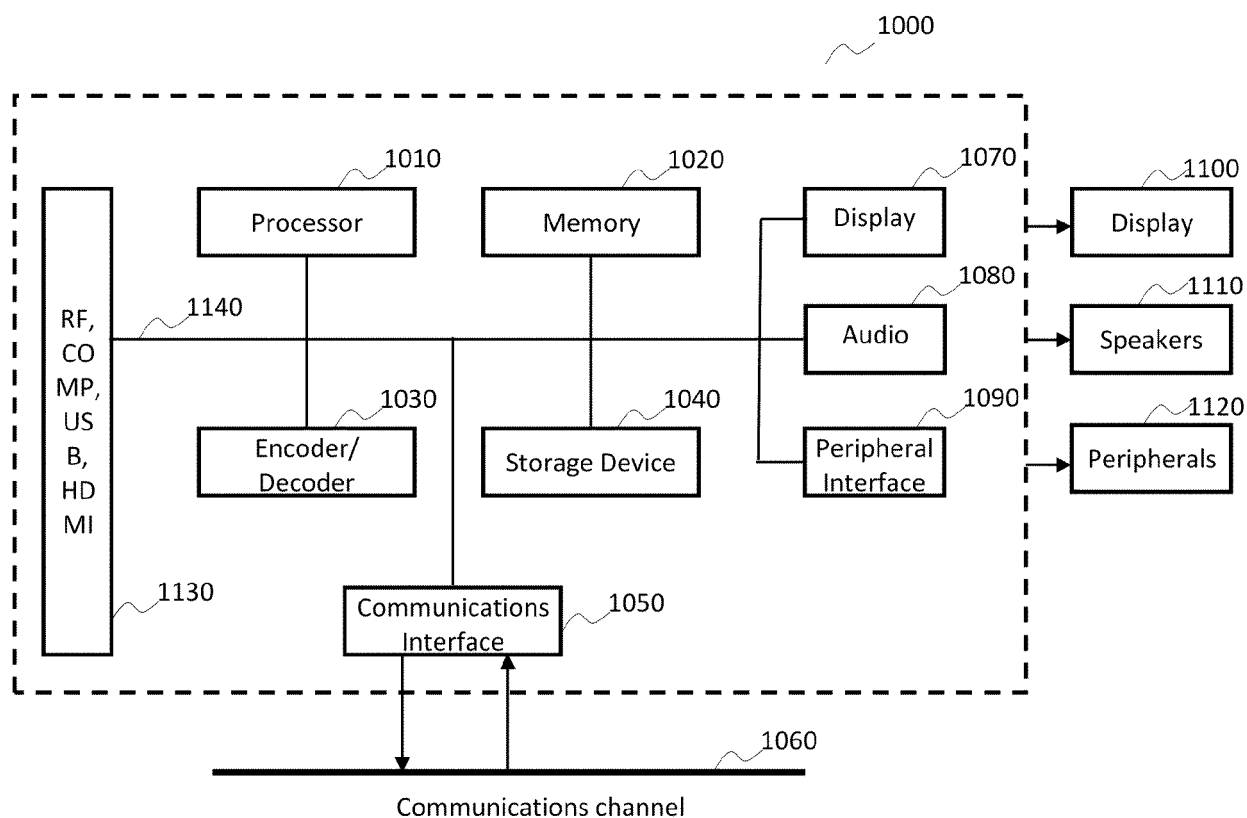 1000
1010
1020
1070
1100
Processor
Memory
Display
Display
1080
1110
1140
RF,
CO
MP,
US
B,
HD
MI
Audio
Speakers
1030
1040
1090
1120
Encoder/
Decoder
Storage Device
Peripheral
Interface
Peripherals
1130
Communications
Interface
1050
1060
Communications channel